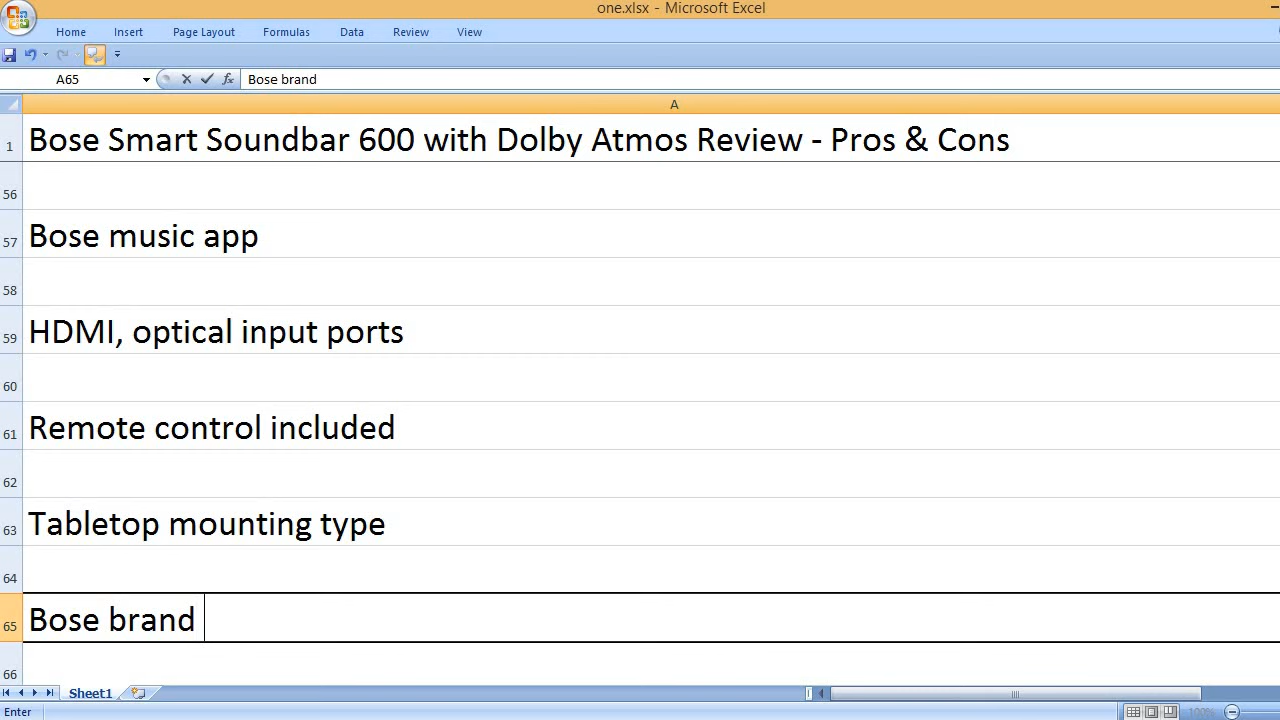 one.xlsx - Microsoft Excel
Home Insert Page Layout Formulas Data Review View
A65 fx Bose brand
A
1 Bose Smart Soundbar 600 with Dolby Atmos Review - Pros & Cons
56
57 Bose music app
58
59 HDMI, optical input ports
60
61 Remote control included
62
63 Tabletop mounting type
64
65 Bose brand
66
Sheet1
Enter 100%